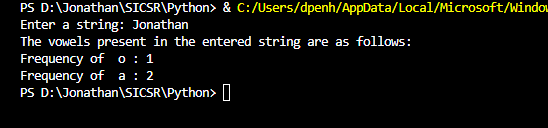 PS D:\Jonathan\SICSR\Python> & C:/Users/dpenh/AppData/Local/Microsoft/Window
Enter a string: Jonathan
The vowels present in the entered string are as follows:
Frequency of  o : 1
Frequency of  a : 2
PS D:\Jonathan\SICSR\Python>